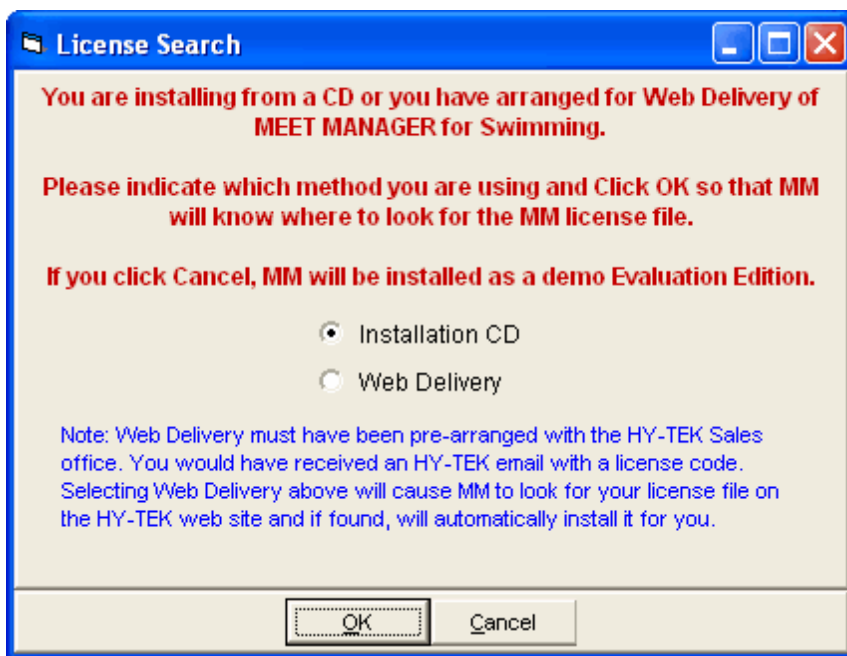 License Search
You are installing from a CD or you have arranged for Web Delivery of
MEET MANAGER for Swimming.
Please indicate which method you are using and Click OK so that MM
will know where to look for the MM license file.
If you click Cancel, MM will be installed as a demo Evaluation Edition.
Installation CD
Web Delivery
Note: Web Delivery must have been pre-arranged with the HY-TEK Sales
office. You would have received an HY-TEK email with a license code.
Selecting Web Delivery above will cause MM to look for your license file on
the HY-TEK web site and if found, will automatically install it for you.
OK Cancel